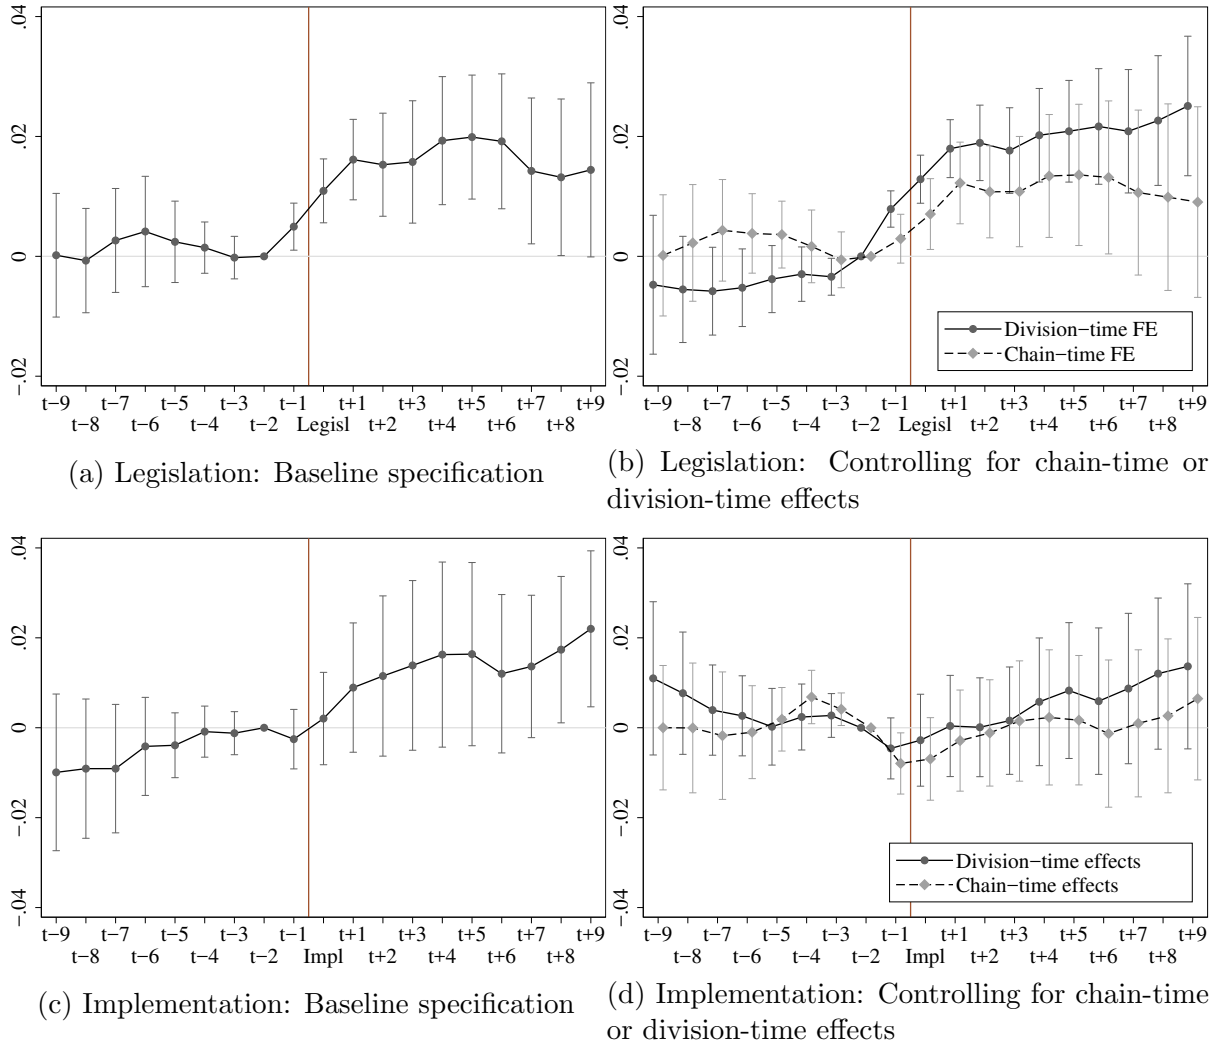 .04
.02
0
−.02
t−9 t−7 t−5 t−3 t−1 t+1 t+3 t+5 t+7 t+9
t−8 t−6 t−4 t−2 Legisl t+2 t+4 t+6 t+8
(a) Legislation: Baseline specification
.04
.02
0
−.02
Division−time FE
Chain−time FE
t−9 t−7 t−5 t−3 t−1 t+1 t+3 t+5 t+7 t+9
t−8 t−6 t−4 t−2 Legisl t+2 t+4 t+6 t+8
(b) Legislation: Controlling for chain-time or
division-time effects
.04
.02
0
−.02
−.04
t−9 t−7 t−5 t−3 t−1 t+1 t+3 t+5 t+7 t+9
t−8 t−6 t−4 t−2 Impl t+2 t+4 t+6 t+8
(c) Implementation: Baseline specification
.04
.02
0
−.02
−.04
Division−time effects
Chain−time effects
t−9 t−7 t−5 t−3 t−1 t+1 t+3 t+5 t+7 t+9
t−8 t−6 t−4 t−2 Impl t+2 t+4 t+6 t+8
(d) Implementation: Controlling for chain-time
or division-time effects